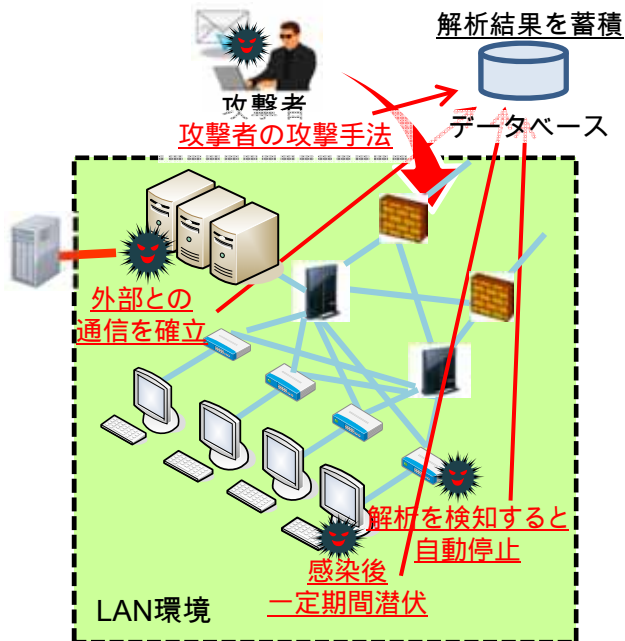 解析結果を蓄積
攻撃者
攻撃者の攻撃手法
データベース
外部との
通信を確立
解析を検知すると
自動停止
感染後
一定期間潜伏
LAN環境